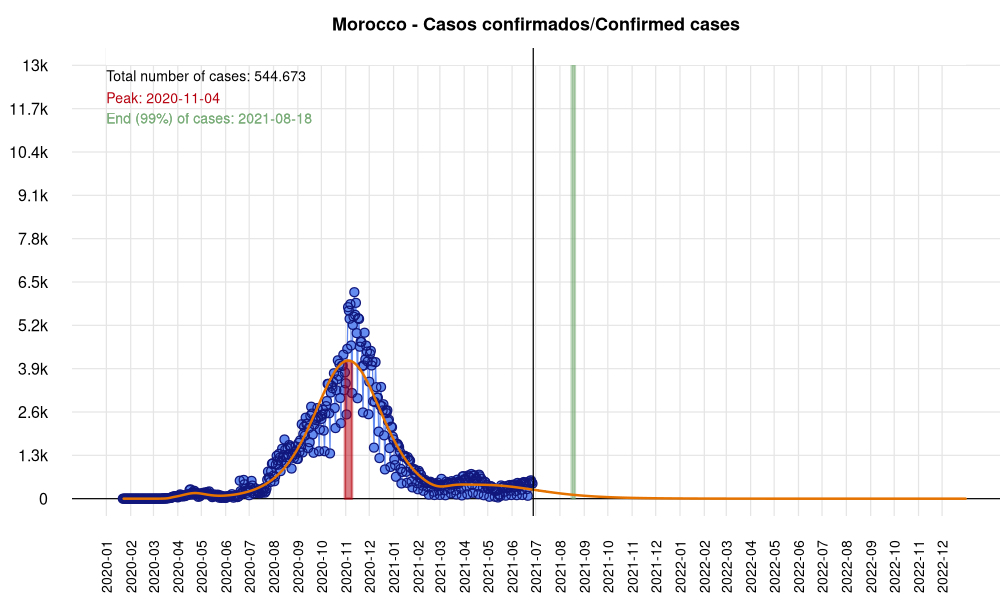 Morocco - Casos confirmados/Confirmed cases
13k
Total number of cases: 544.673
Peak: 2020-11-04
11.7k
End (99%) of cases: 2021-08-18
10.4k
9.1k
7.8k
6.5k
5.2k
3.9k
2.6k
1.3k
0
2020-01
2020-02
2020-03
2020-04
2020-05
2020-06
2020-07
2020-08
2020-09
2020-10
2020-11
2020-12
2021-01
2021-02
2021-03
2021-04
2021-05
2021-06
2021-07
2021-08
2021-09
2021-10
2021-11
2021-12
2022-01
2022-02
2022-03
2022-04
2022-05
2022-06
2022-07
2022-08
2022-09
2022-10
2022-11
2022-12